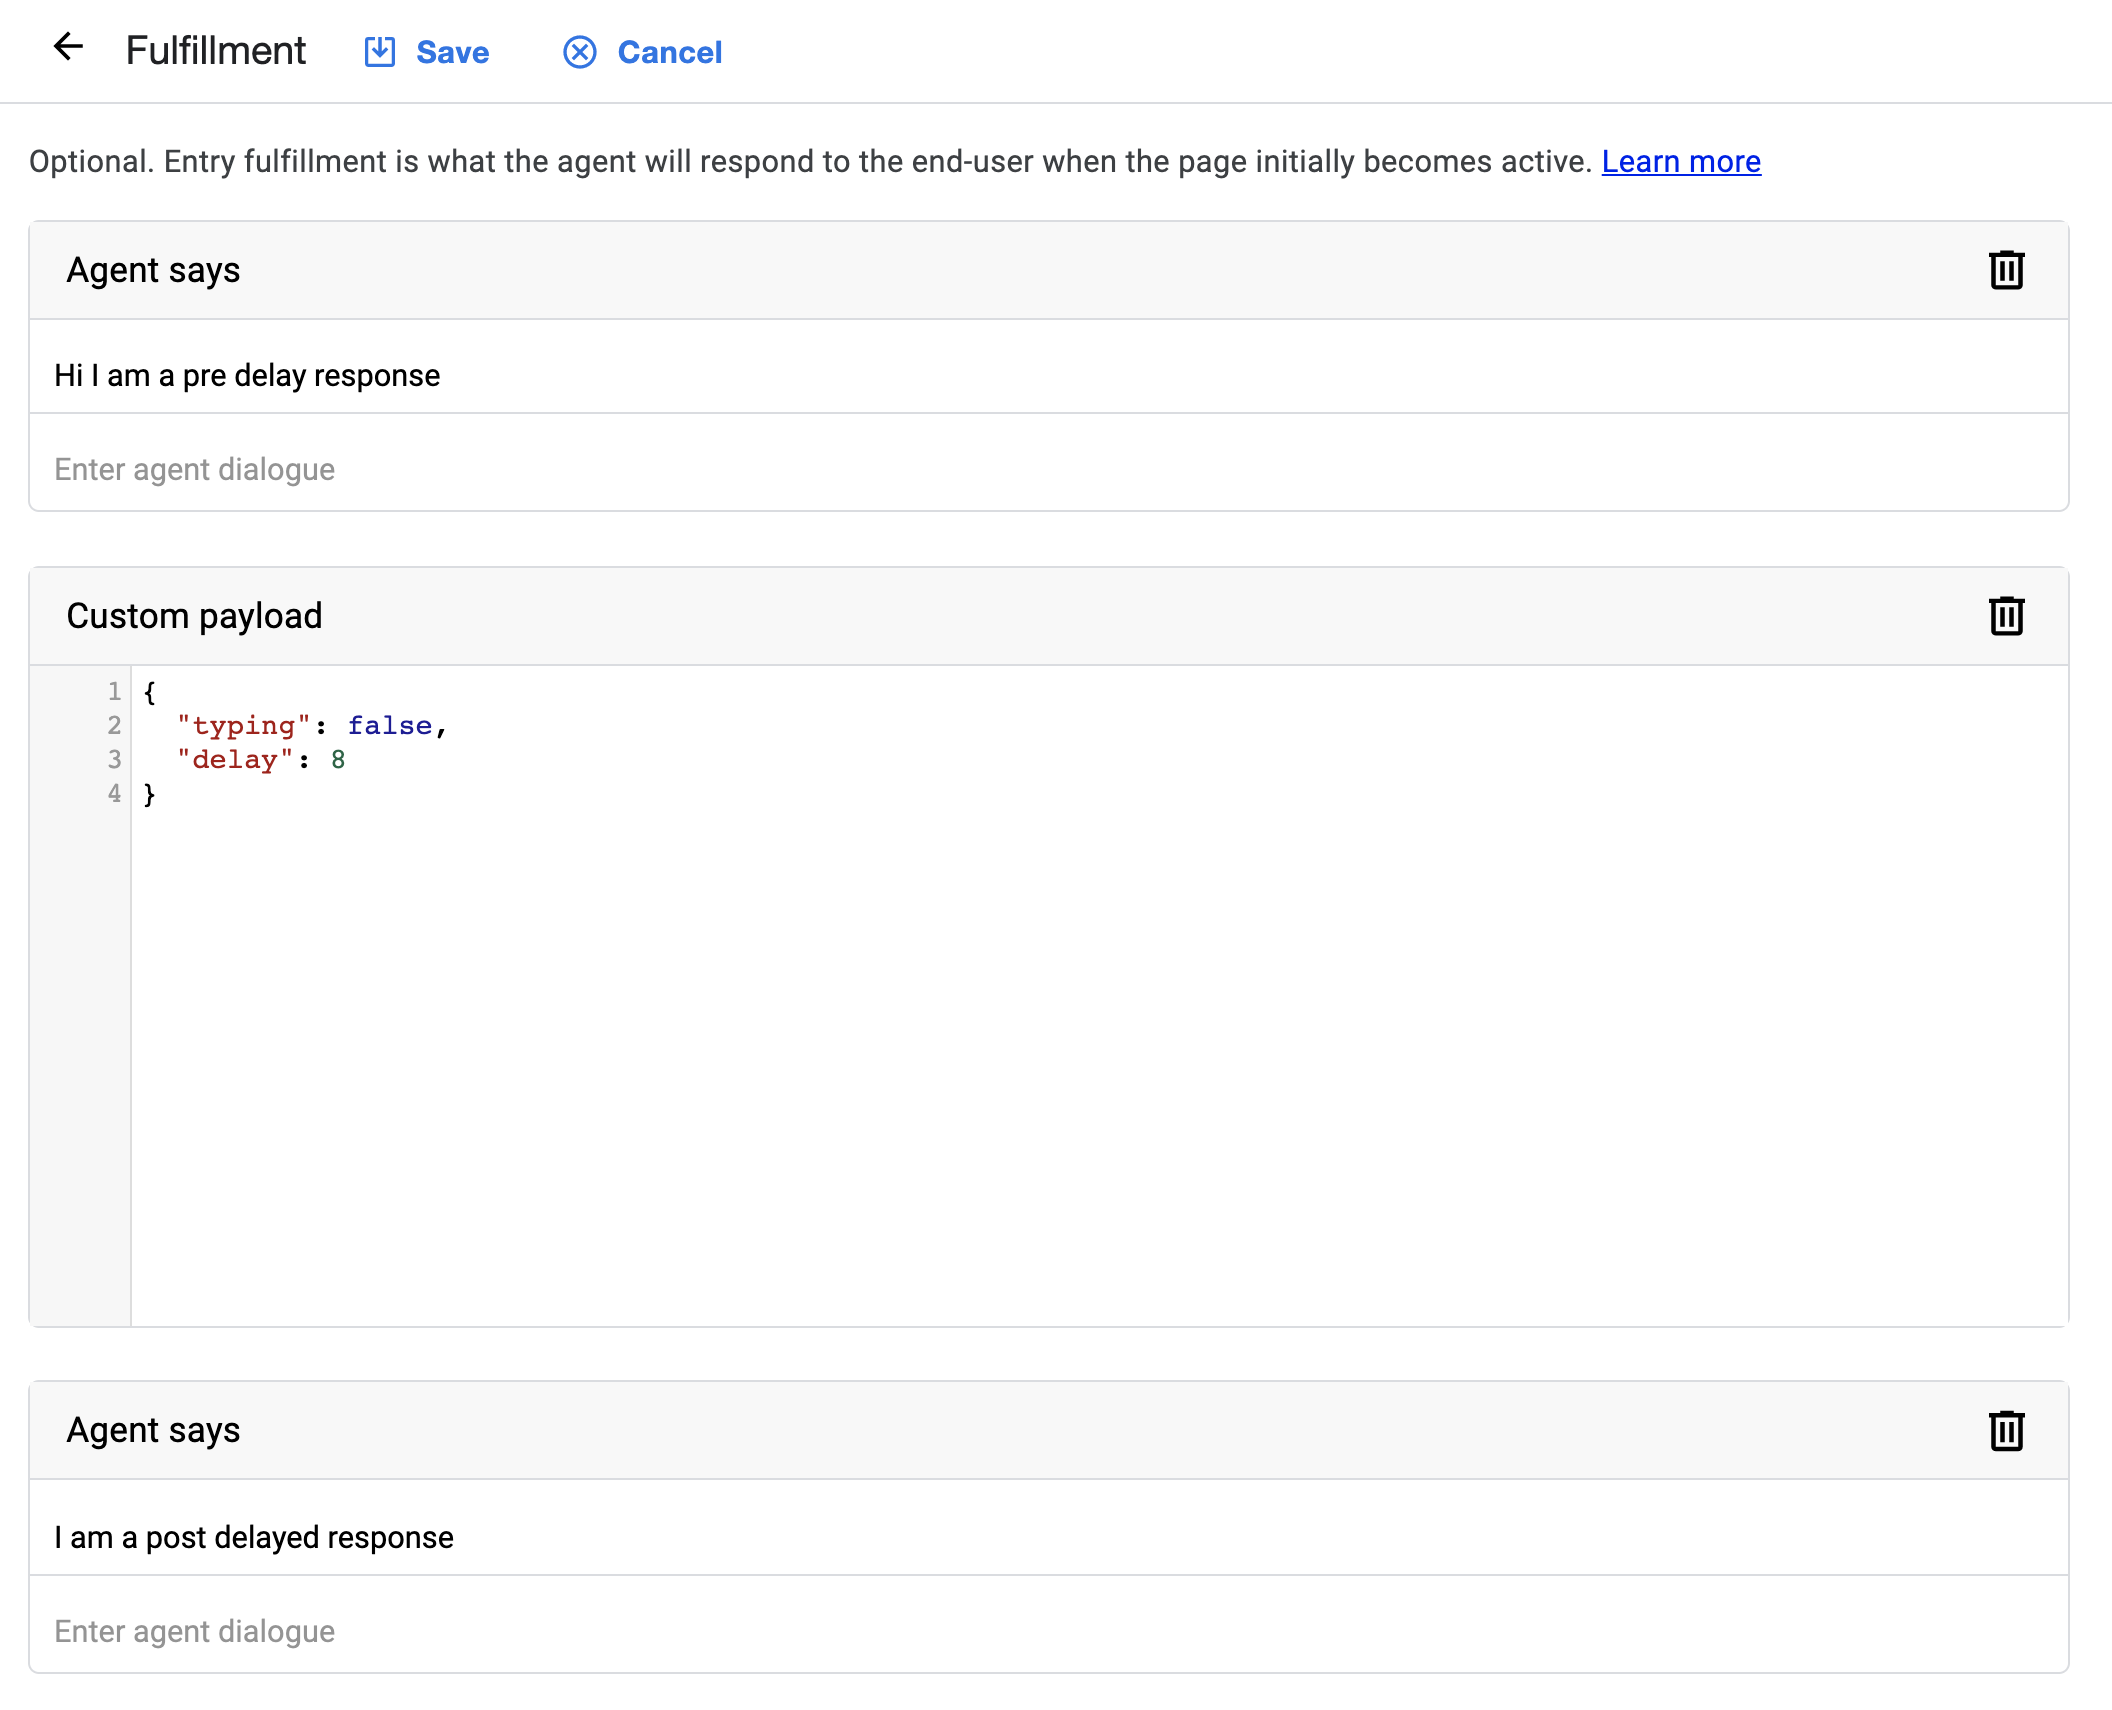 Fulfillment Save Cancel
Optional. Entry fulfillment is what the agent will respond to the end-user when the page initially becomes active. Learn more
Agent says
Hi I am a pre delay response
Enter agent dialogue
Custom payload
1 {
2   "typing": false,
3   "delay": 8
4 }
Agent says
I am a post delayed response
Enter agent dialogue